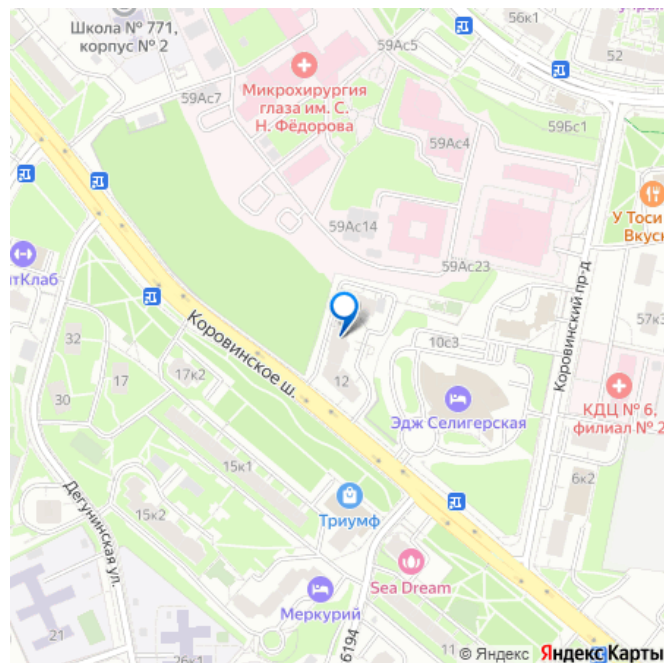 56к1
Школа № 771,
корпус № 2
59Ас5
52
Микрохирургия
глаза им. С.
Н. Фёдорова
59Ас7
59Бс1
59Ас4
У Тоси
Вкусн
59Ас14
59Ас23
Коровинский пр-д
итКлаб
57к3
Коровинское ш.
10с3
32
17к2
17
12
30
Эдж Селигерская
КДЦ № 6,
филиал № 2
15к1
6к2
Дегунинская ул.
15к2
Триумф
Sea Dream
Меркурий
6194
21
26к1
11
© Яндекс Яндекс Карты